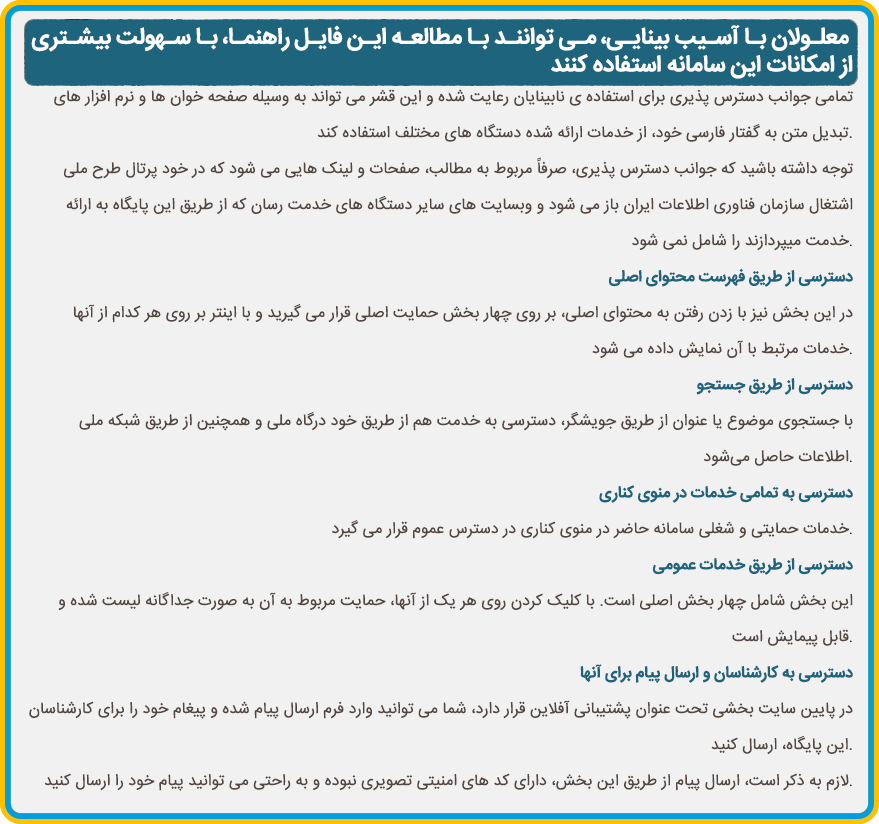 معلولان با آسیب بینایی، می توانند با مطالعه این فایل راهنما، با سهولت بیشتری
از امکانات این سامانه استفاده کنند
تمامی جوانب دسترس پذیری برای استفاده ی نابینایان رعایت شده و این قشر می تواند به وسیله صفحه خوان ها و نرم افزار های
.تبدیل متن به گفتار فارسی خود، از خدمات ارائه شده دستگاه های مختلف استفاده کند
توجه داشته باشید که جوانب دسترس پذیری، صرفاً مربوط به مطالب، صفحات و لینک هایی می شود که در خود پرتال طرح ملی
اشتغال سازمان فناوری اطلاعات ایران باز می شود و وبسایت های سایر دستگاه های خدمت رسان که از طریق این پایگاه به ارائه
.خدمت میپردازند را شامل نمی شود
دسترسی از طریق فهرست محتوای اصلی
در این بخش نیز با زدن رفتن به محتوای اصلی، بر روی چهار بخش حمایت اصلی قرار می گیرید و با اینتر بر روی هر کدام از آنها
.خدمات مرتبط با آن نمایش داده می شود
دسترسی از طریق جستجو
با جستجوی موضوع یا عنوان از طریق جویشگر، دسترسی به خدمت هم از طریق خود درگاه ملی و همچنین از طریق شبکه ملی
.اطلاعات حاصل می‌شود
دسترسی به تمامی خدمات در منوی کناری
.خدمات حمایتی و شغلی سامانه حاضر در منوی کناری در دسترس عموم قرار می گیرد
دسترسی از طریق خدمات عمومی
این بخش شامل چهار بخش اصلی است. با کلیک کردن روی هر یک از آنها، حمایت مربوط به آن به صورت جداگانه لیست شده و
.قابل پیمایش است
دسترسی به کارشناسان و ارسال پیام برای آنها
در پایین سایت بخشی تحت عنوان پشتیبانی آفلاین قرار دارد، شما می توانید وارد فرم ارسال پیام شده و پیغام خود را برای کارشناسان
.این پایگاه، ارسال کنید
.لازم به ذکر است، ارسال پیام از طریق این بخش، دارای کد های امنیتی تصویری نبوده و به راحتی می توانید پیام خود را ارسال کنید